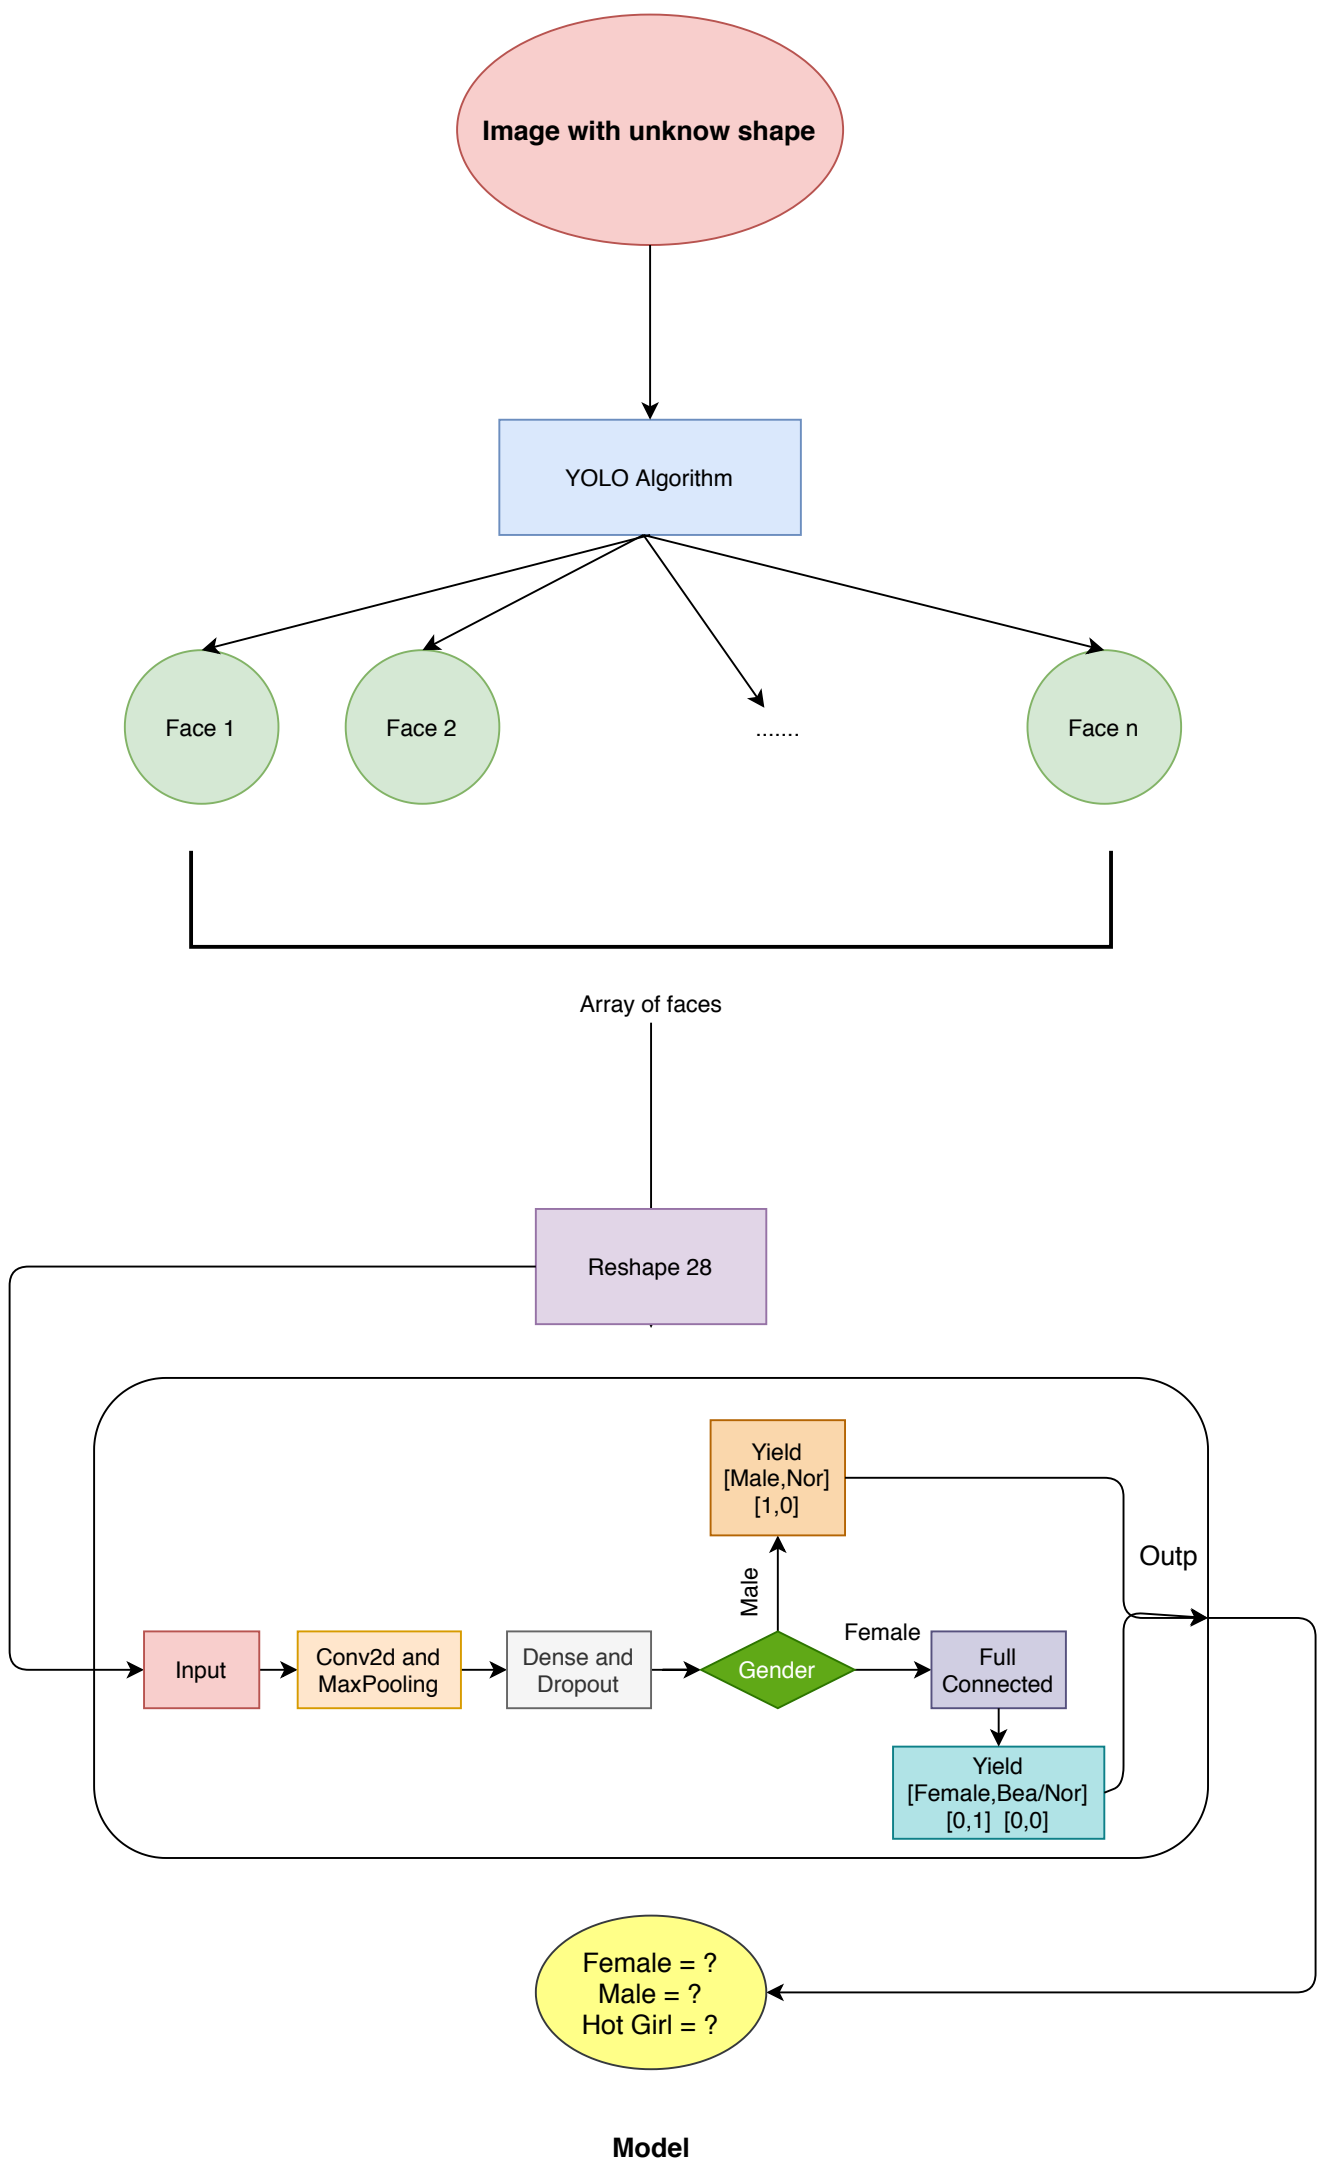 Image with unknow shape
YOLO Algorithm
Face 1
Face 2
.......
Face n
Array of faces
Reshape 28
Yield
[Male,Nor]
[1,0]
Outp
Male
Female
Input
Conv2d and
MaxPooling
Dense and
Dropout
Gender
Full
Connected
Yield
[Female,Bea/Nor]
[0,1]  [0,0]
Female = ?
Male = ?
Hot Girl = ?
Model